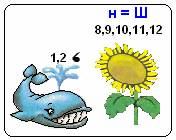 н = Ш
8,9,10,11,12
1,2 ‘